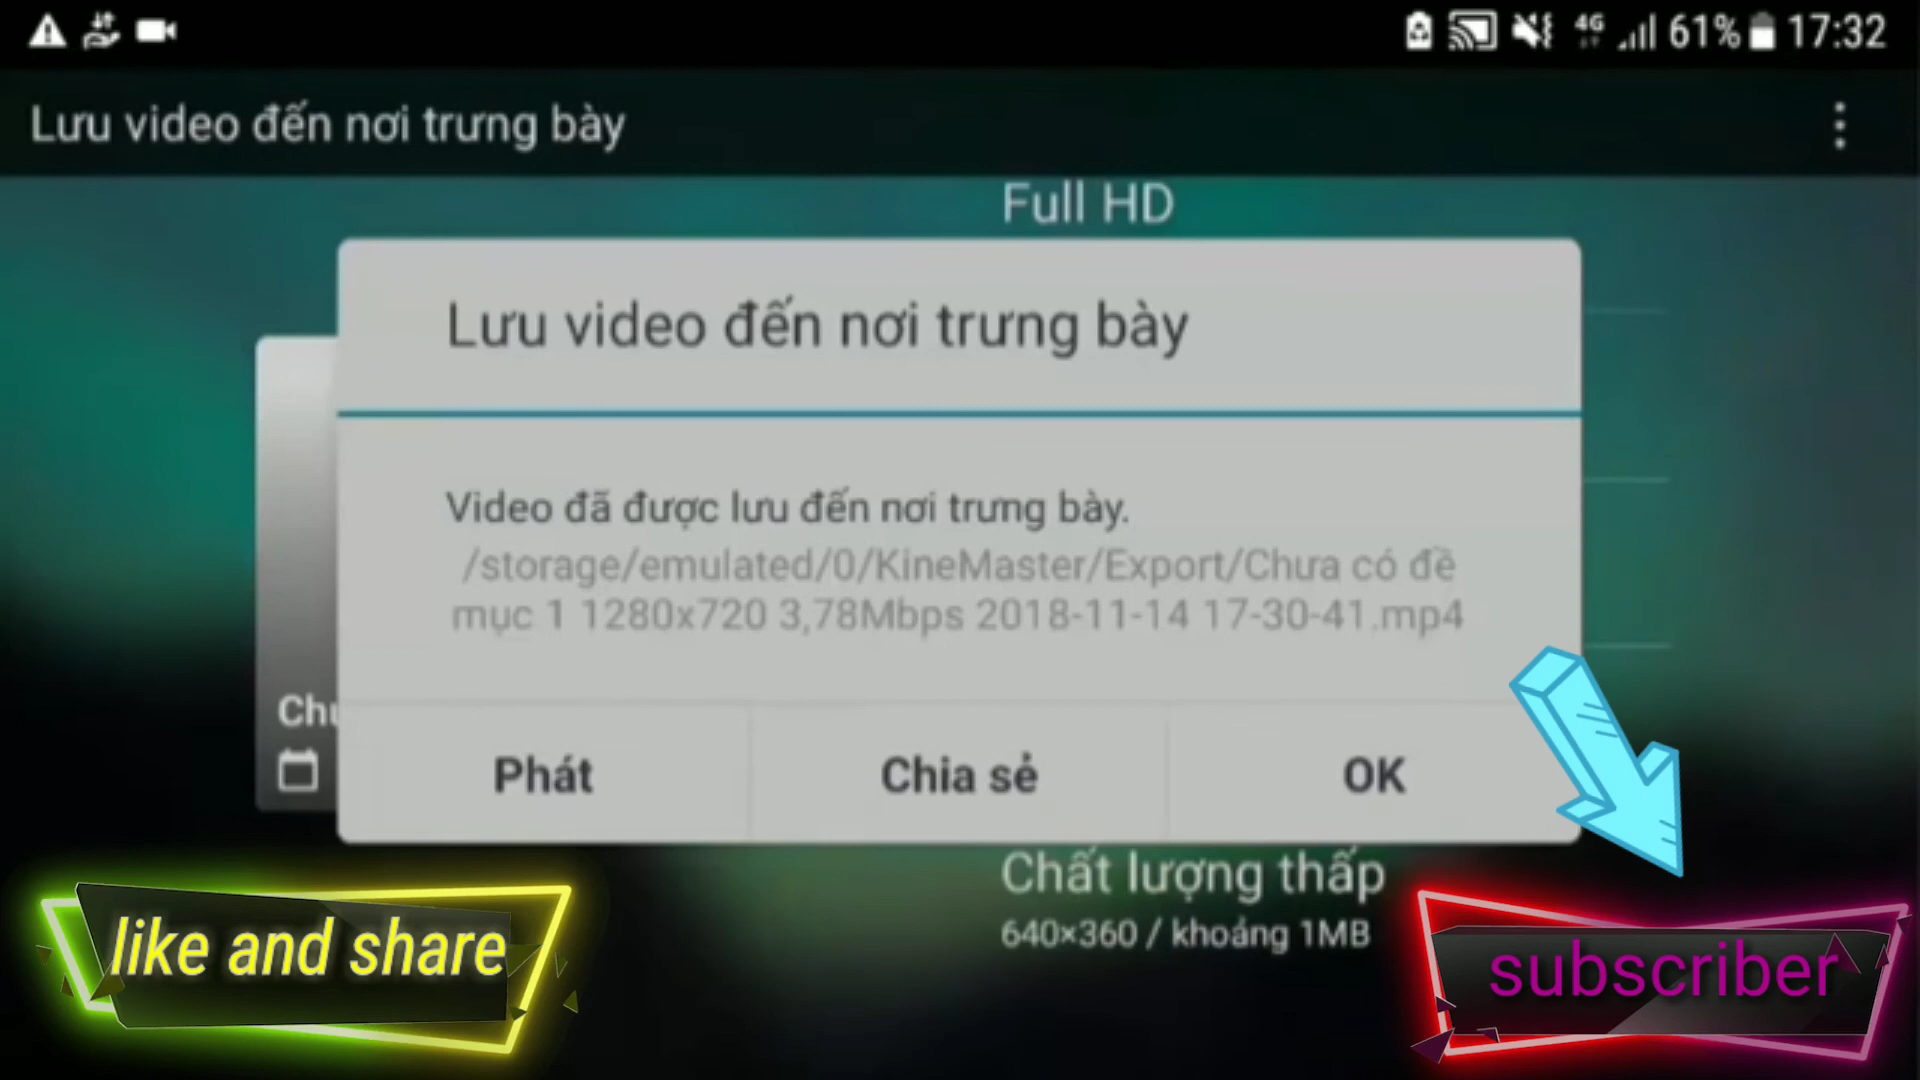 4G 61% 17:32
Lưu video đến nơi trưng bày
Full HD
Lưu video đến nơi trưng bày
Video đã được lưu đến nơi trưng bày.
/storage/emulated/0/KineMaster/Export/Chưa có đề
mục 1 1280x720 3,78Mbps 2018-11-14 17-30-41.mp4
Chư
Phát Chia sẻ OK
Chất lượng thấp
640×360 / khoảng 1MB
like and share
subscriber